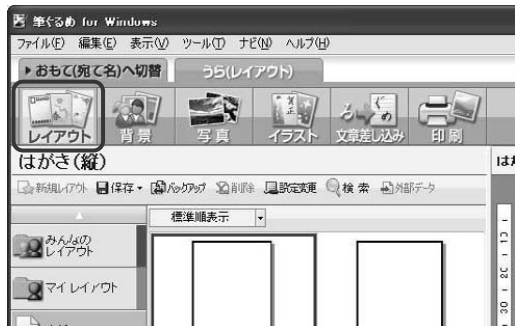 筆ぐるめ for Windows
ファイル(F) 編集(E) 表示(V) ツール(T) ナビ(N) ヘルプ(H)
おもて(宛て名)へ切替 うら(レイアウト)
レイアウト 背景 写真 イラスト 文章差し込み 印刷
はがき(縦)
新規レイアウト 保存 バックアップ 削除 設定変更 検索 外部データ
標準順表示
みんなの
レイアウト
マイ レイアウト
10
20
30